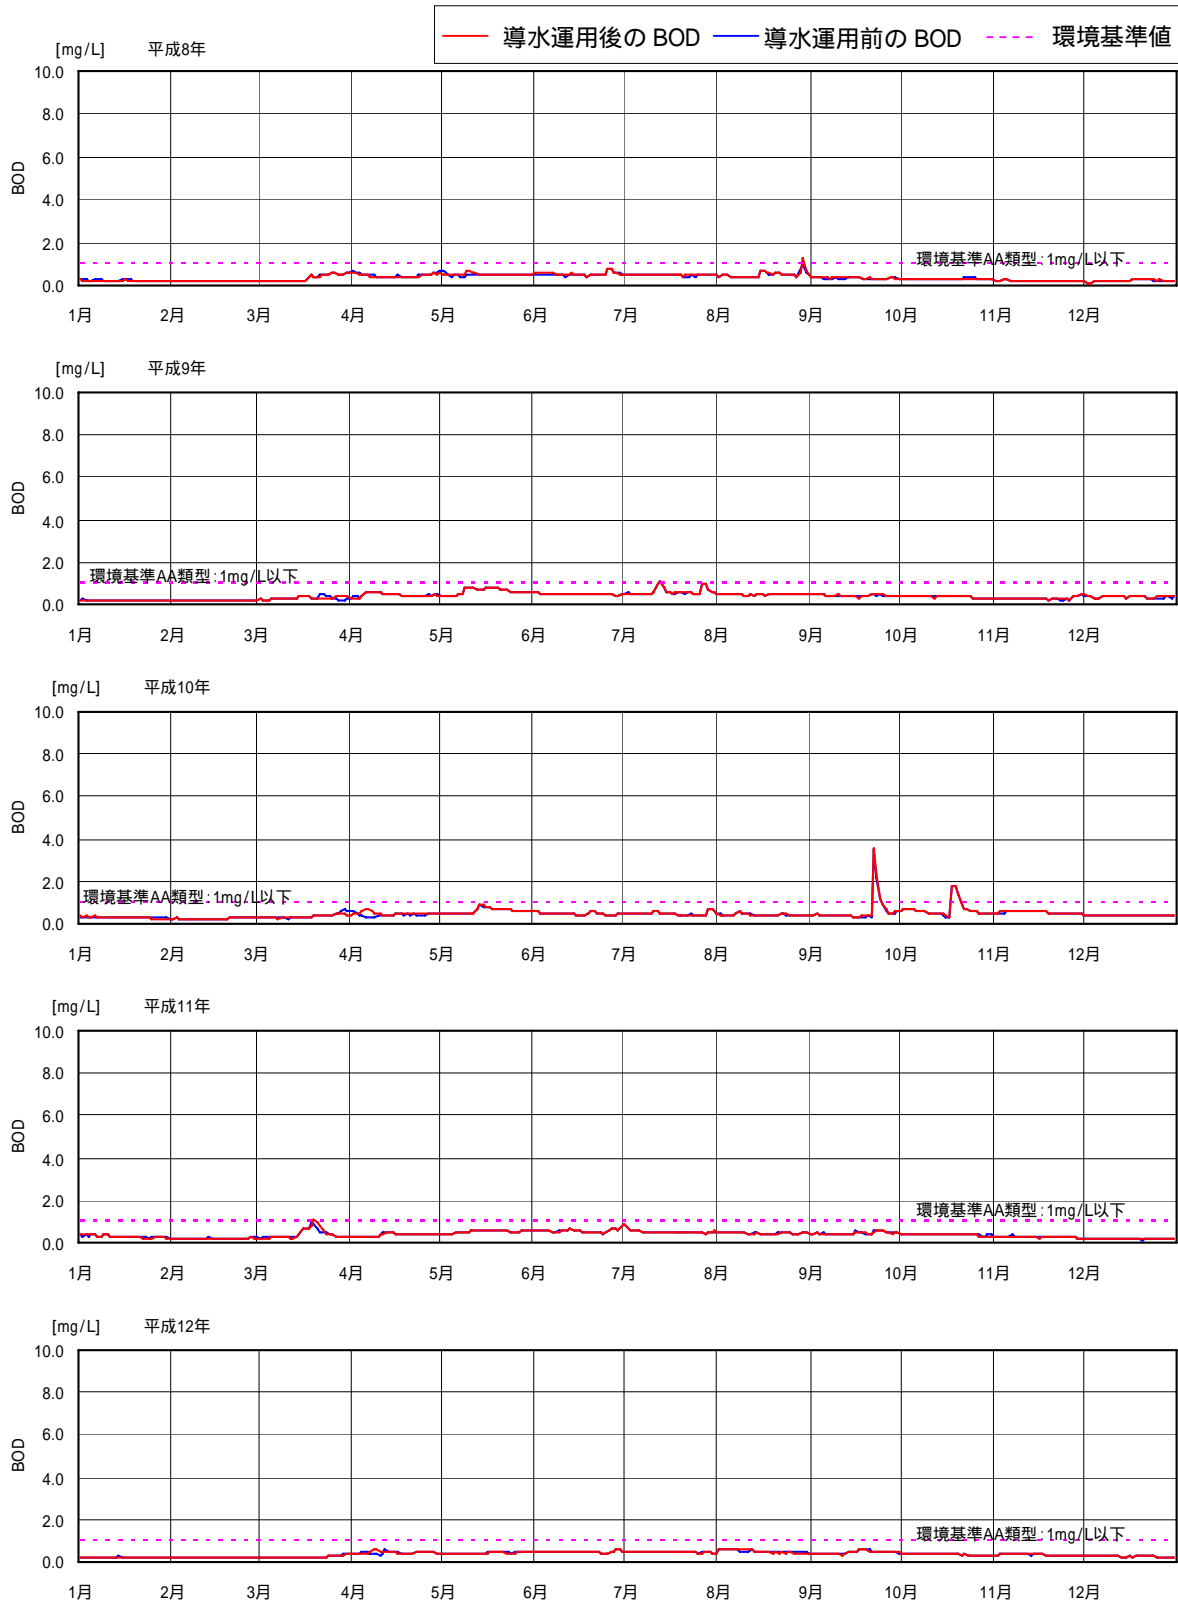 導水運用後の BOD 導水運用前の BOD 環境基準値
[mg/L] 平成8年
10.0
8.0
6.0
4.0
2.0
0.0
BOD
環境基準AA類型：1mg/L以下
1月 2月 3月 4月 5月 6月 7月 8月 9月 10月 11月 12月
[mg/L] 平成9年
10.0
8.0
6.0
4.0
2.0
0.0
BOD
環境基準AA類型：1mg/L以下
1月 2月 3月 4月 5月 6月 7月 8月 9月 10月 11月 12月
[mg/L] 平成10年
10.0
8.0
6.0
4.0
2.0
0.0
BOD
環境基準AA類型：1mg/L以下
1月 2月 3月 4月 5月 6月 7月 8月 9月 10月 11月 12月
[mg/L] 平成11年
10.0
8.0
6.0
4.0
2.0
0.0
BOD
環境基準AA類型：1mg/L以下
1月 2月 3月 4月 5月 6月 7月 8月 9月 10月 11月 12月
[mg/L] 平成12年
10.0
8.0
6.0
4.0
2.0
0.0
BOD
環境基準AA類型：1mg/L以下
1月 2月 3月 4月 5月 6月 7月 8月 9月 10月 11月 12月